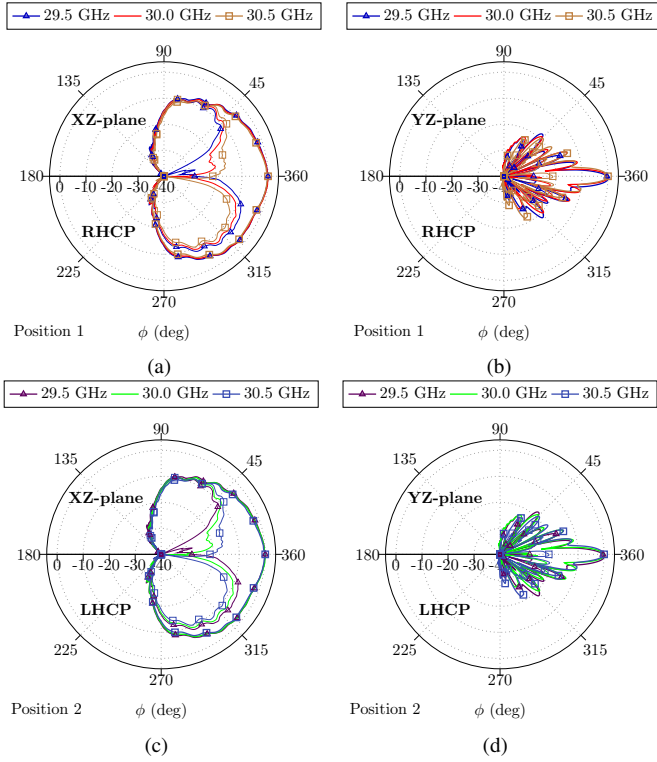 29.5 GHz 30.0 GHz 30.5 GHz
29.5 GHz 30.0 GHz 30.5 GHz
90
135 45
XZ-plane
180 0 -10 -20 -30 -40 360
RHCP
225 315
270
Position 1 ϕ (deg)
(a)
90
135 45
YZ-plane
180 0 -10 -20 -30 -4 360
RHCP
225 315
270
Position 1 ϕ (deg)
(b)
29.5 GHz 30.0 GHz 30.5 GHz
29.5 GHz 30.0 GHz 30.5 GHz
90
135 45
XZ-plane
180 0 -10 -20 -30 -40 360
LHCP
225 315
270
Position 2 ϕ (deg)
(c)
90
135 45
YZ-plane
180 0 -10 -20 -30 -4 360
LHCP
225 315
270
Position 2 ϕ (deg)
(d)